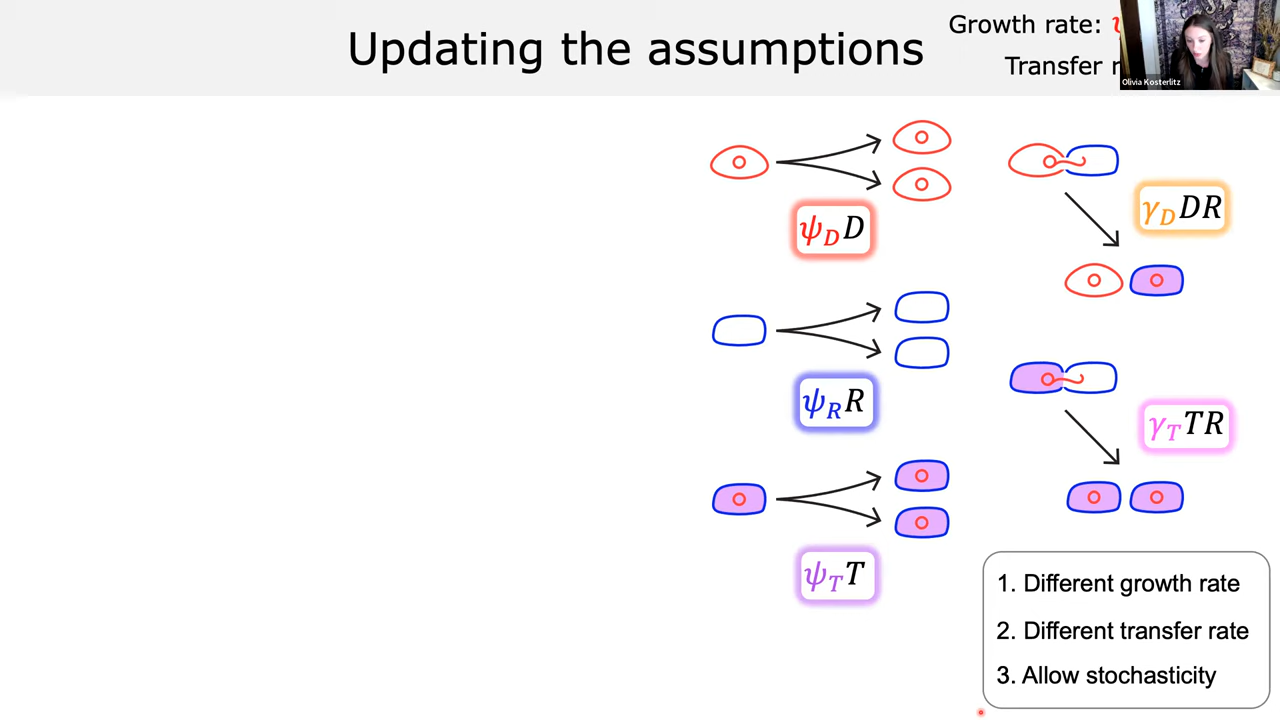 Updating the assumptions
Growth rate:
Transfer
Olivia Kosterlitz
ψ_D D
γ_D DR
ψ_R R
γ_T TR
ψ_T T
1. Different growth rate
2. Different transfer rate
3. Allow stochasticity